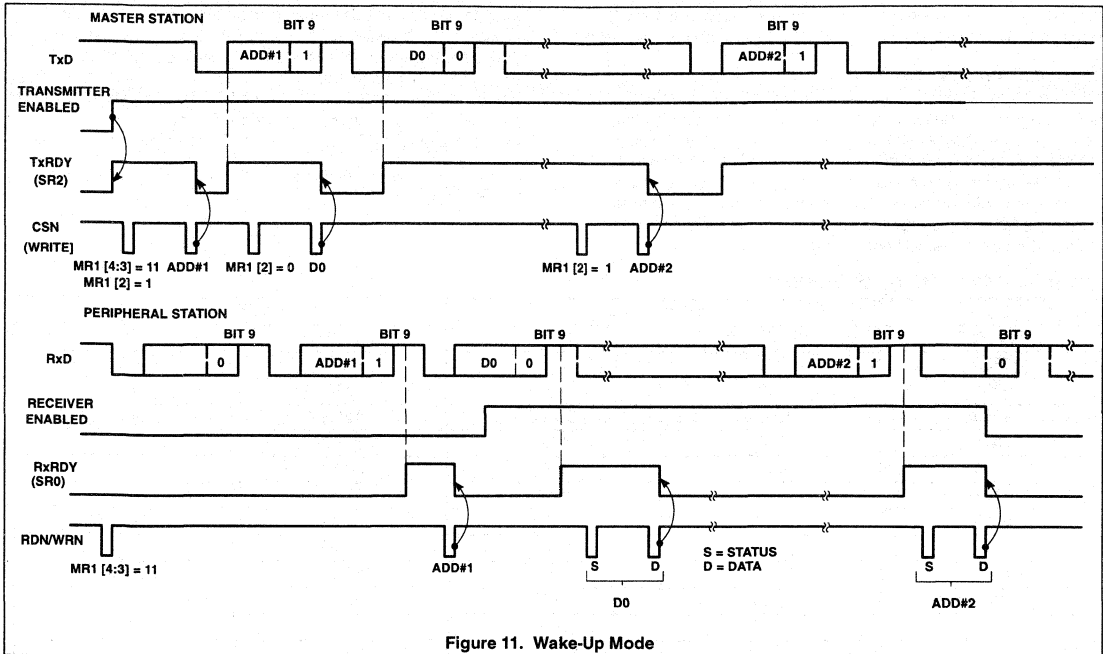 MASTER STATION
BIT 9 BIT 9 BIT 9
TxD ADD#1 1 D0 0 ADD#2 1
TRANSMITTER
ENABLED
TxRDY
(SR2)
CSN
(WRITE]
MR1 [4:3] = 11 ADD#1 MR1 [2] = 0 D0 MR1 [2] = 1 ADD#2
MR1 [2] = 1
PERIPHERAL STATION
BIT 9 BIT 9 BIT 9 BIT 9 BIT 9
RxD 0 ADD#1 1 D0 0 ADD#2 1 0
RECEIVER
ENABLED
RxRDY
(SR0)
RDN/WRN
MR1 [4:3] = 11 ADD#1 S D S = STATUS S D
D = DATA
D0 ADD#2
Figure 11. Wake-Up Mode